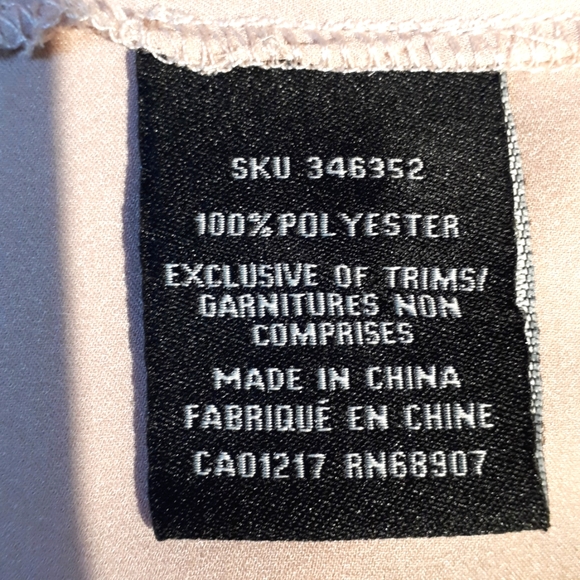 SKU 346352
100% POLYESTER
EXCLUSIVE OF TRIMS/
GARNITURES NON
COMPRISES
MADE IN CHINA
FABRIQUÉ EN CHINE
CA01217 RN68907